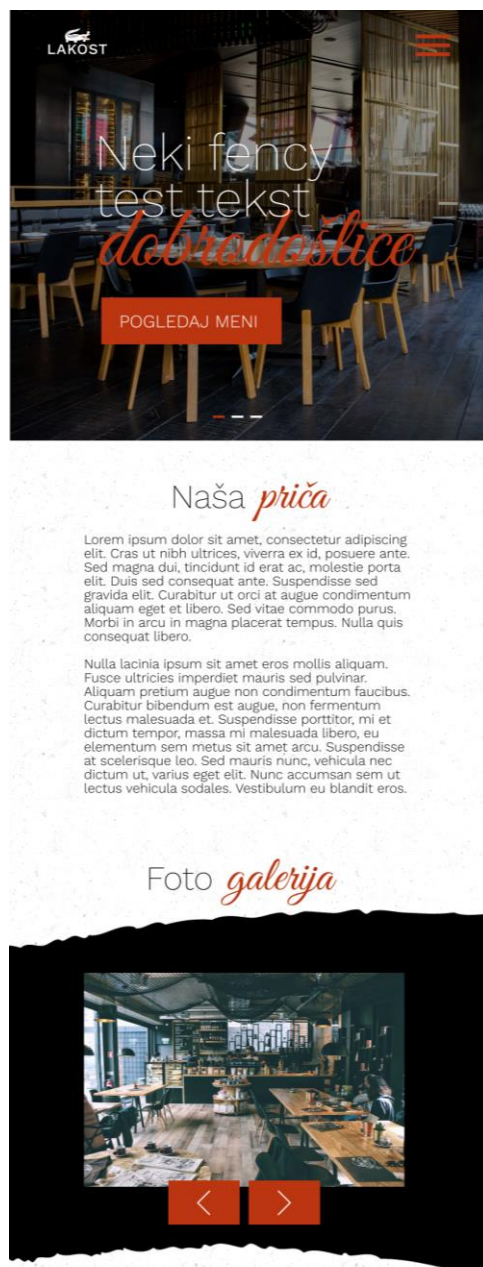 LAKOST
Neki fency
test tekst
dobrodošlice
POGLEDAJ MENI
Naša priča
Lorem ipsum dolor sit amet, consectetur adipiscing
elit. Cras ut nibh ultrices, viverra ex id, posuere ante.
Sed magna dui, tincidunt id erat ac, molestie porta
elit. Duis sed consequat ante. Suspendisse sed
gravida elit. Curabitur ut orci at augue condimentum
aliquam eget et libero. Sed vitae commodo purus.
Morbi in arcu in magna placerat tempus. Nulla quis
consequat libero.
Nulla lacinia ipsum sit amet eros mollis aliquam.
Fusce ultricies imperdiet mauris sed pulvinar.
Aliquam pretium augue non condimentum faucibus.
Curabitur bibendum est augue, non fermentum
lectus malesuada et. Suspendisse porttitor, mi et
dictum tempor, massa mi malesuada libero, eu
elementum sem metus sit amet arcu. Suspendisse
at scelerisque leo. Sed mauris nunc, vehicula nec
dictum ut, varius eget elit. Nunc accumsan sem ut
lectus vehicula sodales. Vestibulum eu blandit eros.
Foto galerija